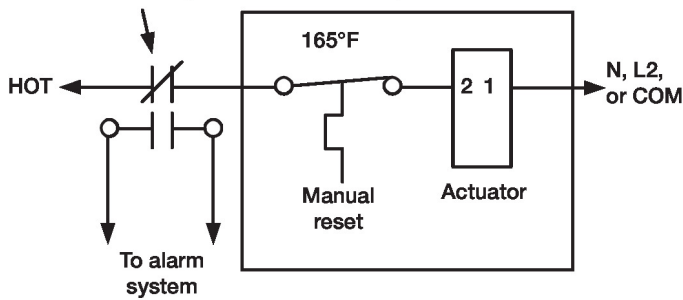 165°F
HOT
2 1
N, L2,
or COM
Manual
reset
Actuator
To alarm
system